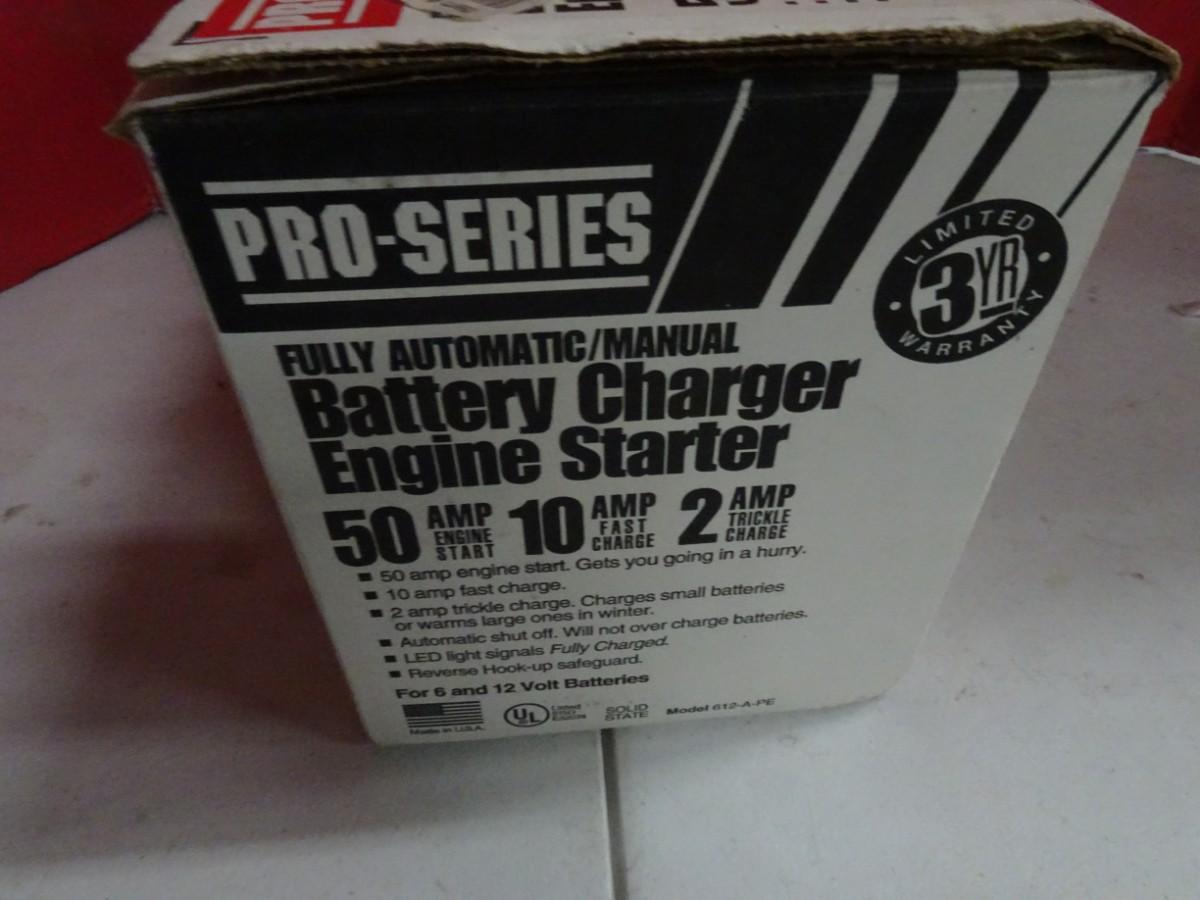 PRO-SERIES
LIMITED
3 YR
WARRANTY
FULLY AUTOMATIC/MANUAL
Battery Charger
Engine Starter
50 AMP ENGINE START 10 AMP FAST CHARGE 2 AMP TRICKLE CHARGE
■ 50 amp engine start. Gets you going in a hurry.
■ 10 amp fast charge.
■ 2 amp trickle charge. Charges small batteries
or warms large ones in winter.
■ Automatic shut off. Will not over charge batteries.
■ LED light signals Fully Charged.
■ Reverse Hook-up safeguard.
For 6 and 12 Volt Batteries
Made in U.S.A.
UL Listed
SOLID STATE
Model 612-A-PE